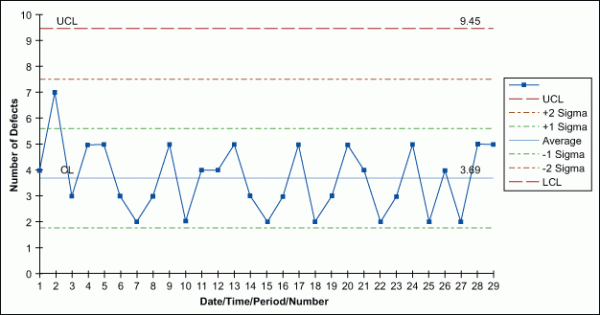 10
UCL
9.45
9
8
7
6
5
4
CL
3.69
3
2
1
0
Number of Defects
1 2 3 4 5 6 7 8 9 10 11 12 13 14 15 16 17 18 19 20 21 22 23 24 25 26 27 28 29
Date/Time/Period/Number
UCL
+2 Sigma
+1 Sigma
Average
-1 Sigma
-2 Sigma
LCL